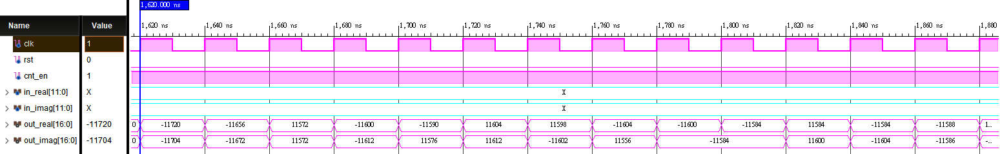 1,620.000 ns
Name Value
1,620 ns 1,640 ns 1,660 ns 1,680 ns 1,700 ns 1,720 ns 1,740 ns 1,760 ns 1,780 ns 1,800 ns 1,820 ns 1,840 ns 1,860 ns 1,880
clk 1
rst 0
cnt_en 1
in_real[11:0] X X
in_imag[11:0] X X
out_real[16:0] -11720 0 -11720 -11656 11572 -11600 -11590 11604 11598 -11604 -11600 -11584 11584 -11584 -11588 1...
out_imag[16:0] -11704 0 -11704 -11672 11572 -11612 11576 11612 -11602 11556 -11584 11600 -11604 -11586 -...